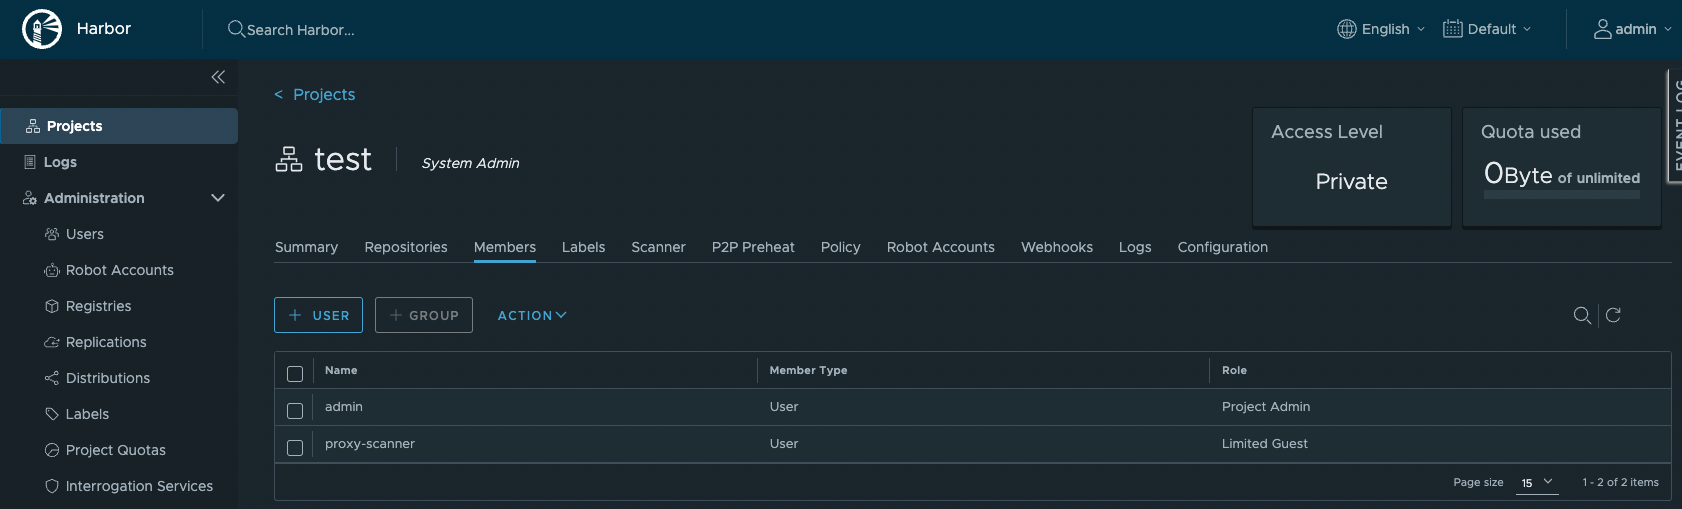 Harbor
Search Harbor...
English
Default
admin
Projects
Logs
Administration
Users
Robot Accounts
Registries
Replications
Distributions
Labels
Project Quotas
Interrogation Services
< Projects
test
System Admin
Access Level
Private
Quota used
0Byte of unlimited
EVENT LOG
Summary Repositories Members Labels Scanner P2P Preheat Policy Robot Accounts Webhooks Logs Configuration
+ USER + GROUP ACTION
Name Member Type Role
admin User Project Admin
proxy-scanner User Limited Guest
Page size 15 1 - 2 of 2 items